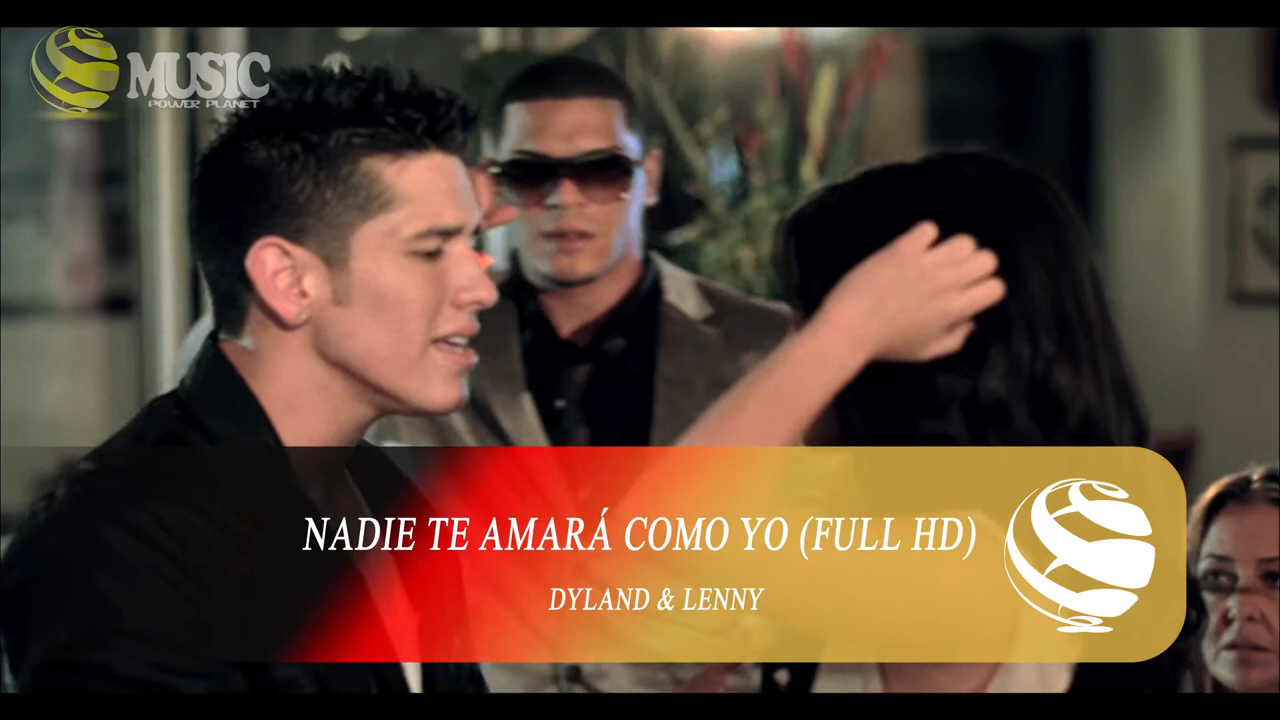 MUSIC
POWER PLANET
NADIE TE AMARÁ COMO YO (FULL HD)
DYLAND & LENNY